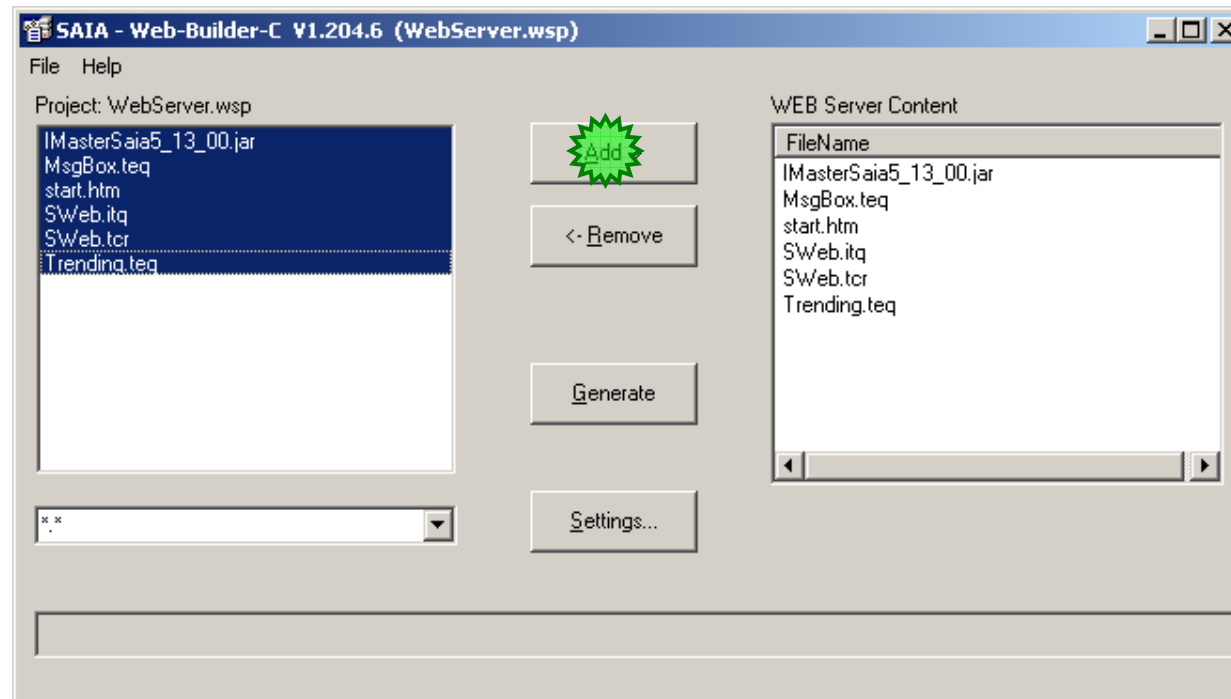 SAIA - Web-Builder-C V1.204.6 (WebServer.wsp)
File Help
Project: WebServer.wsp
IMasterSaia5_13_00.jar
MsgBox.teq
start.htm
SWeb.itq
SWeb.tcr
Trending.teq
*.*
Add
<- Remove
Generate
Settings...
WEB Server Content
FileName
IMasterSaia5_13_00.jar
MsgBox.teq
start.htm
SWeb.itq
SWeb.tcr
Trending.teq